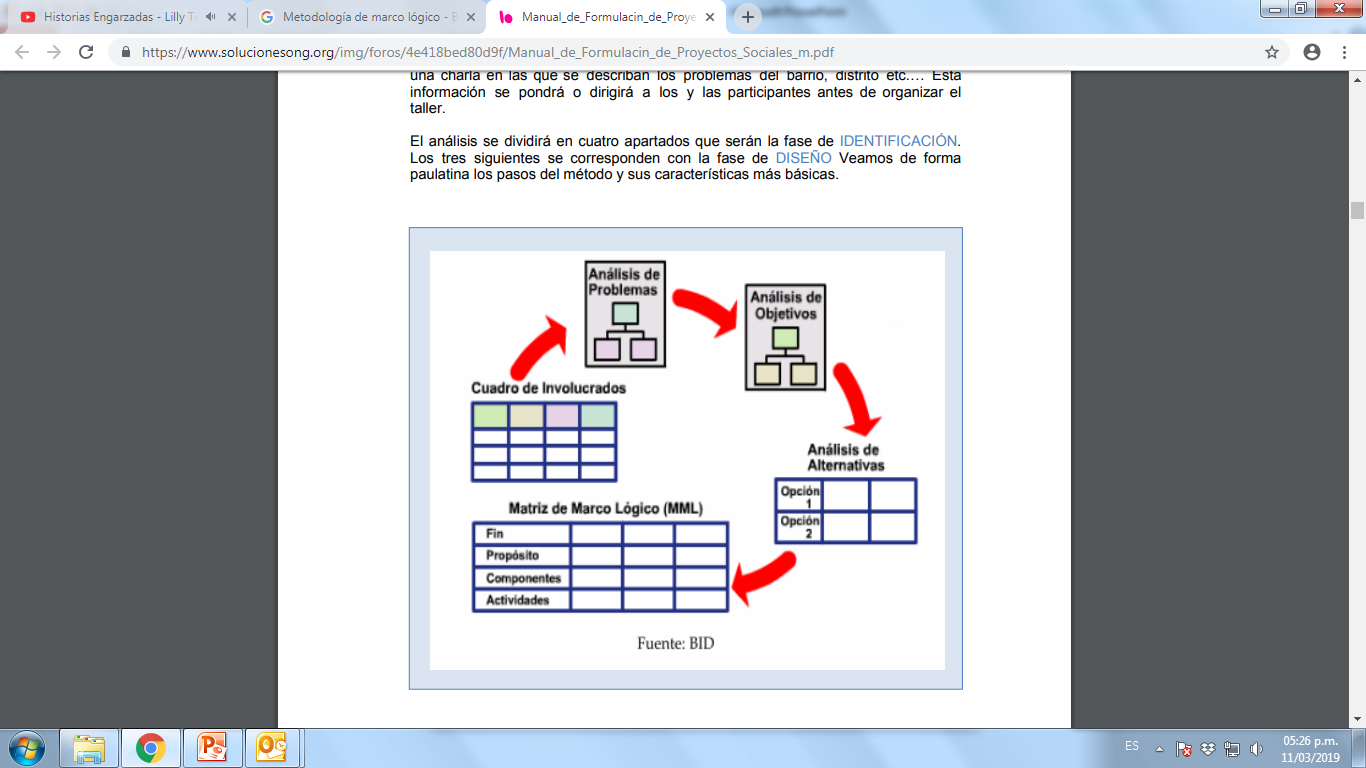 Historias Engarzadas - Lilly T
Metodología de marco lógico - B
Manual_de_Formulacin_de_Proye
https://www.solucionesong.org/img/foros/4e418bed80d9f/Manual_de_Formulacin_de_Proyectos_Sociales_m.pdf
una charla en las que se describan los problemas del barrio, distrito etc.… Esta
información se pondrá o dirigirá a los y las participantes antes de organizar el
taller.
El análisis se dividirá en cuatro apartados que serán la fase de IDENTIFICACIÓN.
Los tres siguientes se corresponden con la fase de DISEÑO Veamos de forma
paulatina los pasos del método y sus características más básicas.
Análisis de
Problemas
Análisis de
Objetivos
Cuadro de Involucrados
Análisis de
Alternativas
Opción
1
Opción
2
Matriz de Marco Lógico (MML)
Fin
Propósito
Componentes
Actividades
Fuente: BID
ES
05:26 p.m.
11/03/2019